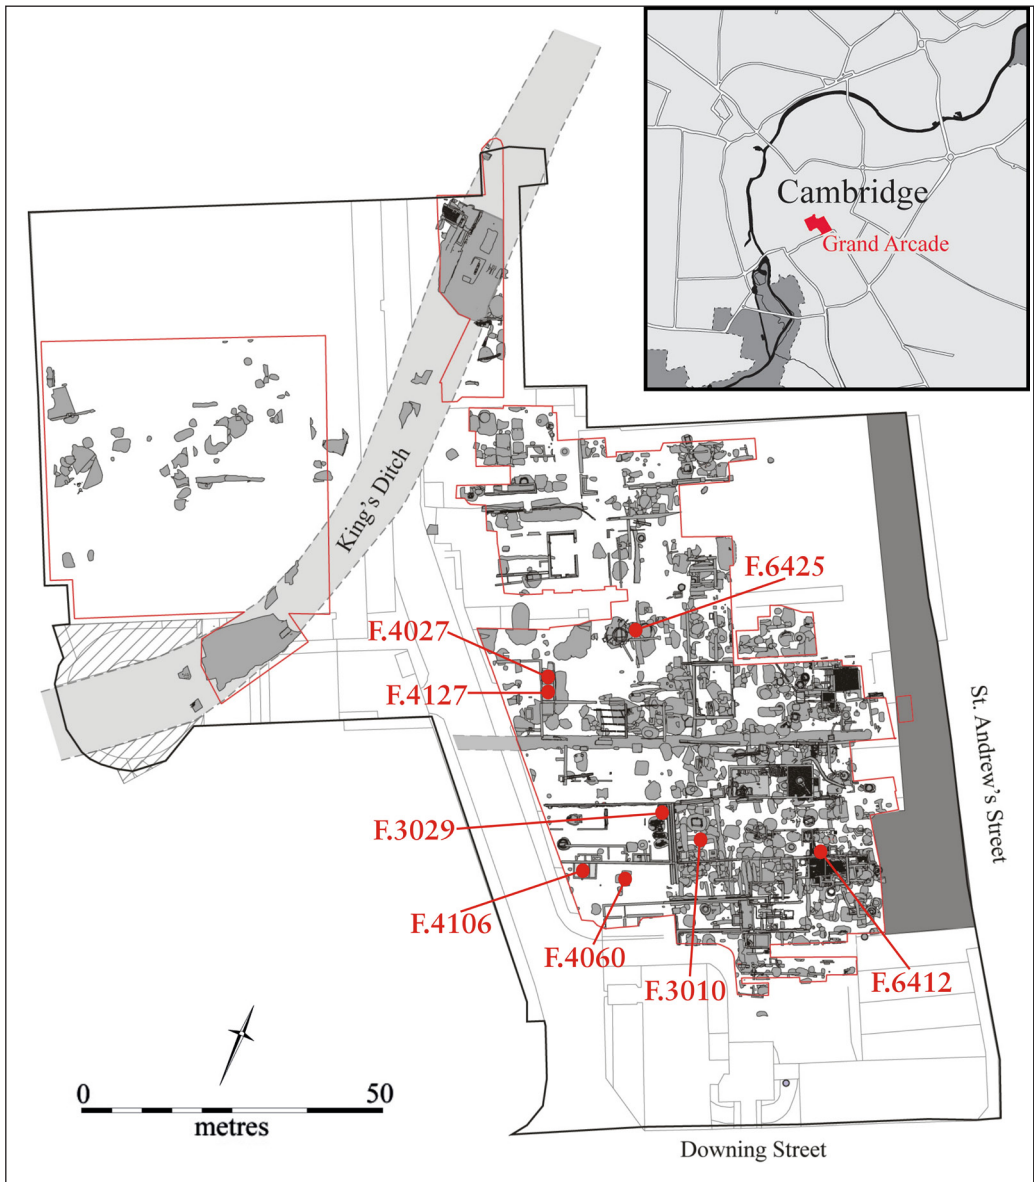 Cambridge
Grand Arcade
King's Ditch
F.6425
F.4027
F.4127
St. Andrew's Street
F.3029
F.4106
F.4060
F.3010
F.6412
0 50
metres
Downing Street